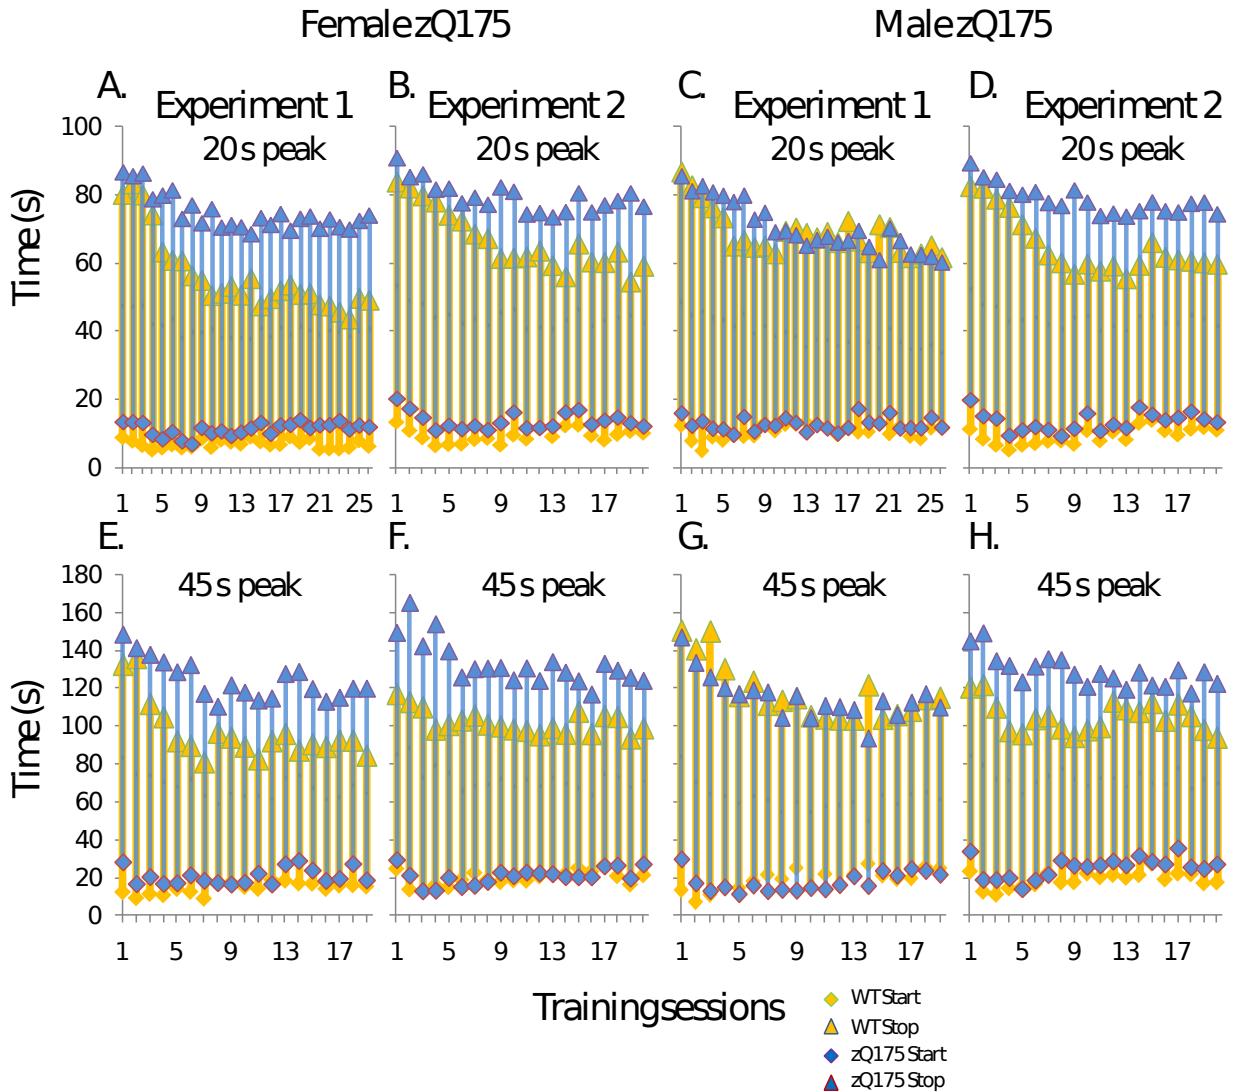 Female zQ175 Male zQ175
A. B. C. D.
Experiment 1 Experiment 2 Experiment 1 Experiment 2
20 s peak 20 s peak 20 s peak 20 s peak
Time (s)
100
80
60
40
20
0
1 5 9 13 17 21 25 1 5 9 13 17 1 5 9 13 17 21 25 1 5 9 13 17
E. F. G. H.
45 s peak 45 s peak 45 s peak 45 s peak
Time (s)
180
160
140
120
100
80
60
40
20
0
1 5 9 13 17 1 5 9 13 17 1 5 9 13 17 1 5 9 13 17
Training sessions
WT Start
WT Stop
zQ175 Start
zQ175 Stop